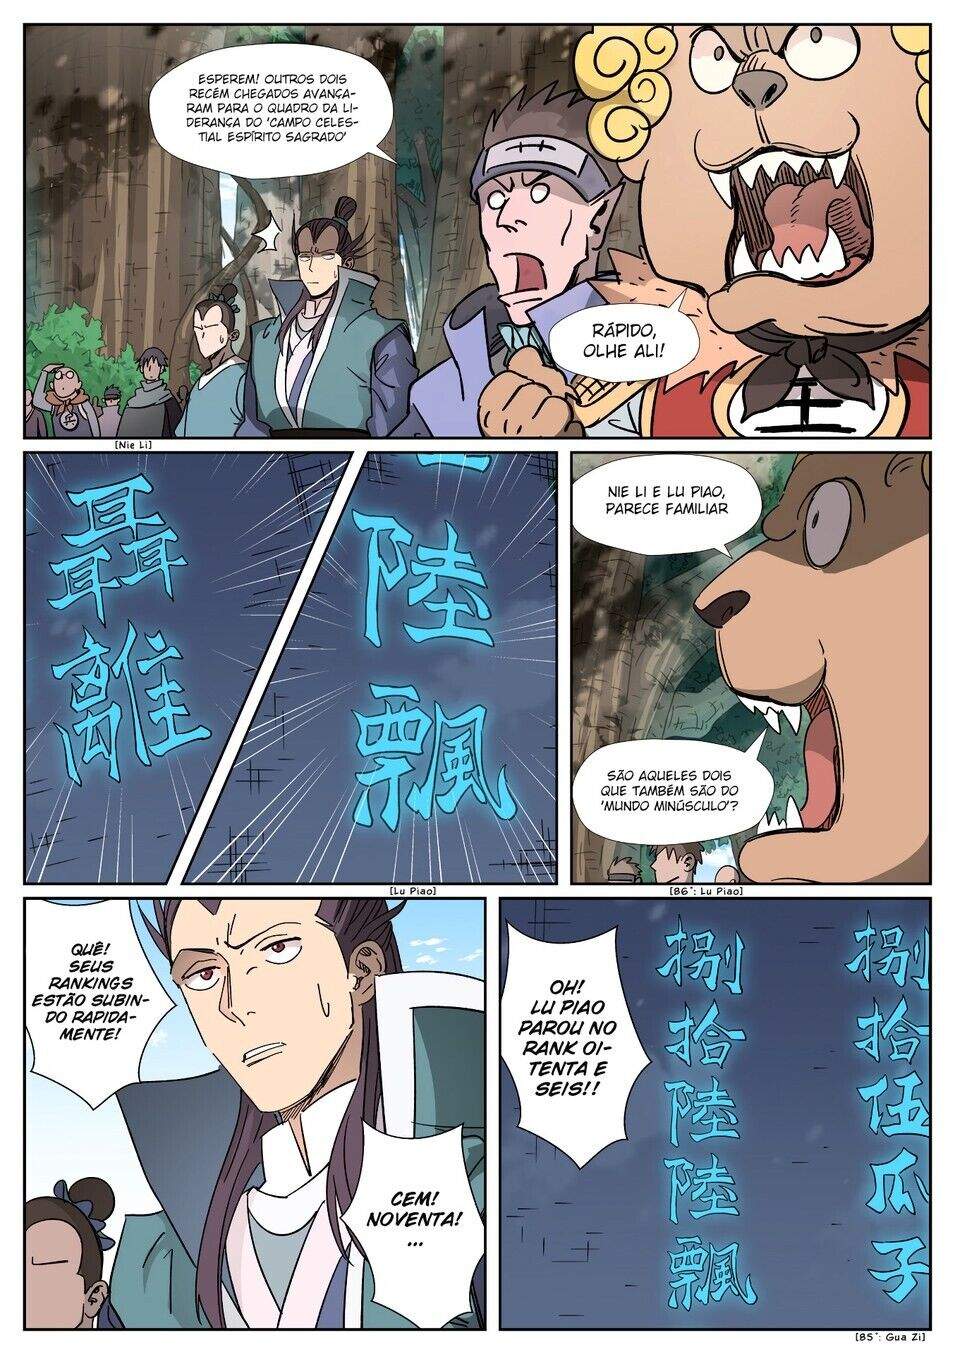 ESPEREM! OUTROS DOIS
RECÉM CHEGADOS AVANÇA-
RAM PARA O QUADRO DA LI-
DERANÇA DO 'CAMPO CELES-
TIAL ESPÍRITO SAGRADO'
RÁPIDO,
OLHE ALI!
王
[Nie Li]
聶
離
陸
飄
[Lu Piao]
NIE LI E LU PIAO,
PARECE FAMILIAR
SÃO AQUELES DOIS
QUE TAMBÉM SÃO DO
'MUNDO MINÚSCULO'?
[86°: Lu Piao]
QUÊ!
SEUS
RANKINGS
ESTÃO SUBIN-
DO RAPIDA-
MENTE!
CEM!
NOVENTA!
...
OH!
LU PIAO
PAROU NO
RANK OI-
TENTA E
SEIS!!
捌
拾
陸
陸
飄
捌
拾
伍
瓜
子
[85°: Gua Zi]